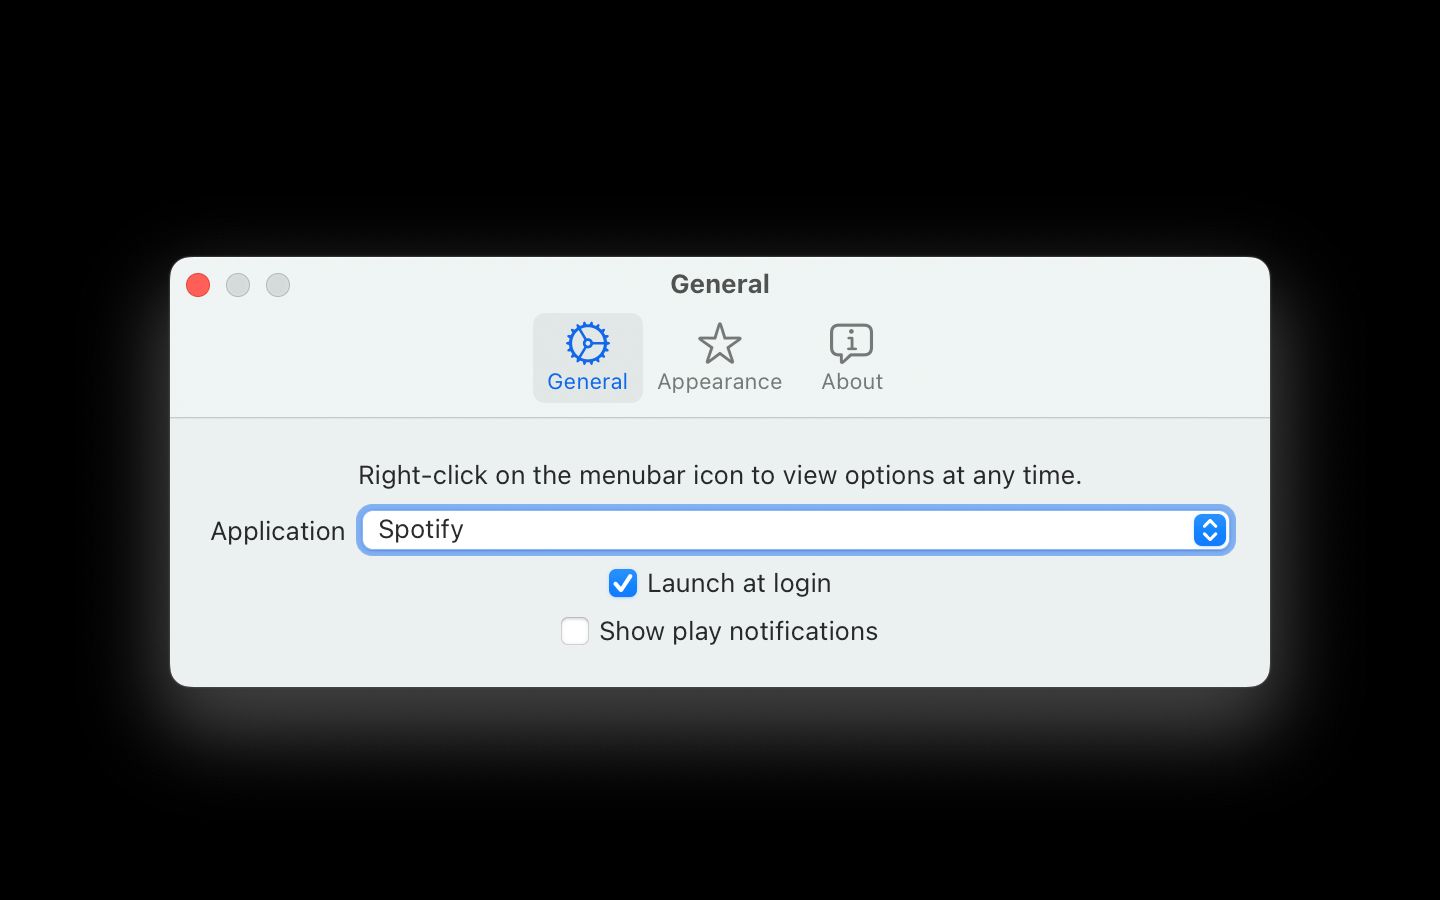 General
General
Appearance
About
Right-click on the menubar icon to view options at any time.
Application Spotify
Launch at login
Show play notifications